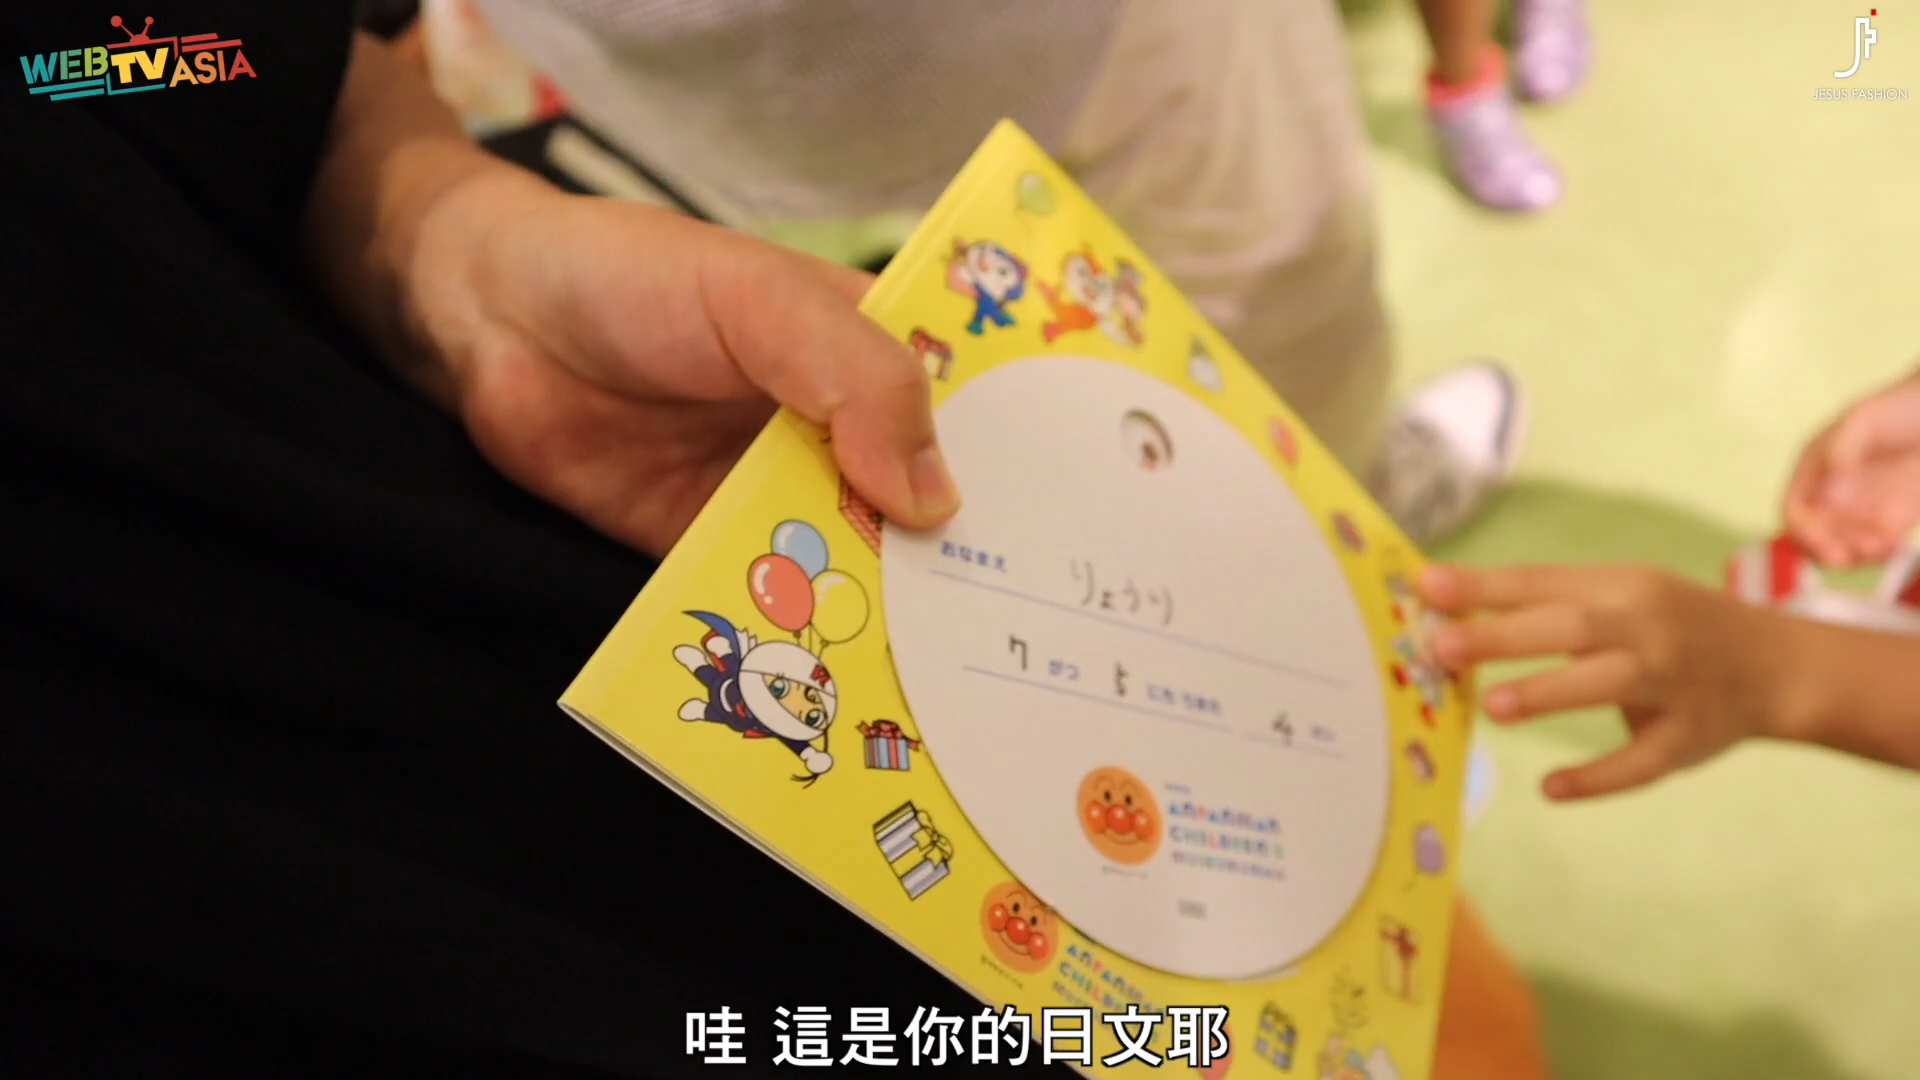 WEBTVASIA
JESUS FASHION
おなまえ りょうり
7 がつ 5 にち うまれ 4 さい
ANPANMAN
CHILDREN'S
ANPANMAN
哇 這是你的日文耶